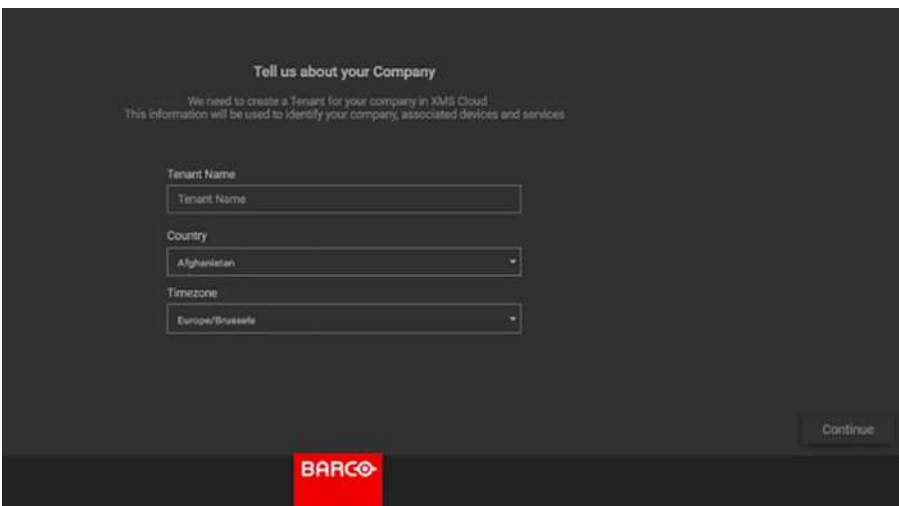 Tell us about your Company
We need to create a Tenant for your company in XMS Cloud
This information will be used to identify your company, associated devices and services
Tenant Name
Tenant Name
Country
Afghanistan
Timezone
Europe/Brussels
Continue
BARCO